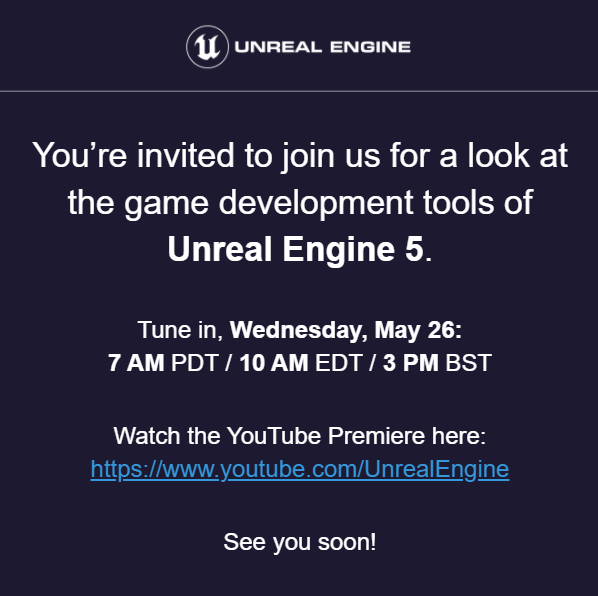 UNREAL ENGINE
You’re invited to join us for a look at
the game development tools of
Unreal Engine 5.
Tune in, Wednesday, May 26:
7 AM PDT / 10 AM EDT / 3 PM BST
Watch the YouTube Premiere here:
https://www.youtube.com/UnrealEngine
See you soon!